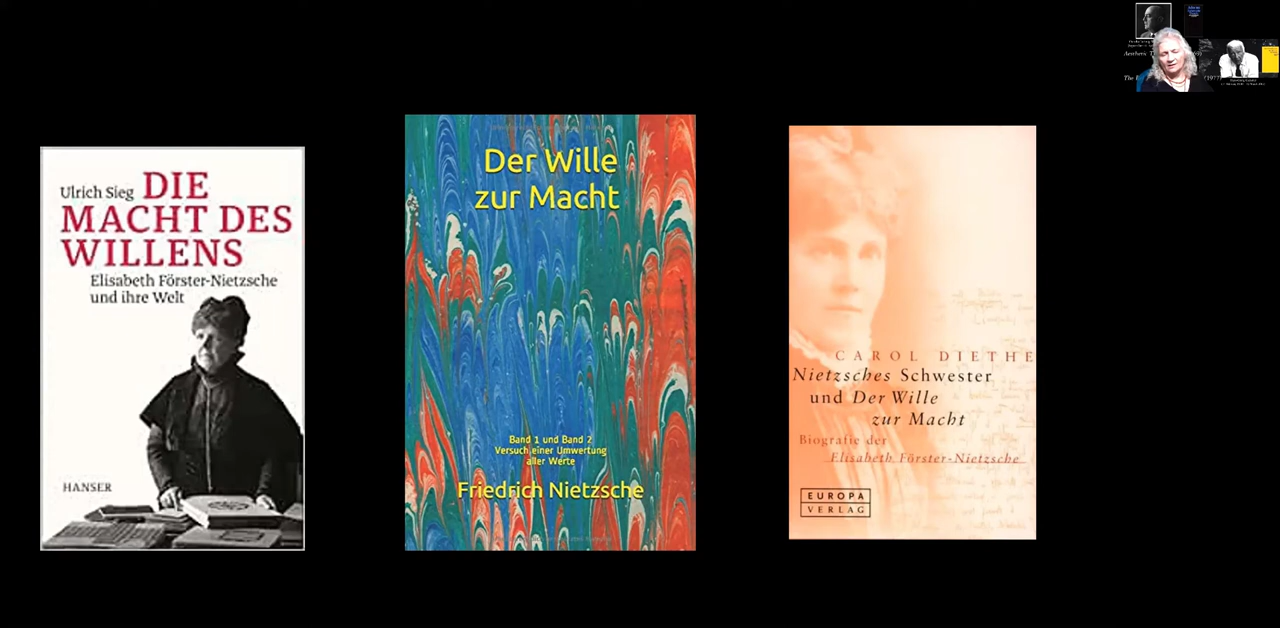 Ulrich Sieg DIE
MACHT DES
WILLENS
Elisabeth Förster-Nietzsche
und ihre Welt
HANSER
Der Wille
zur Macht
Band 1 und Band 2
Versuch einer Umwertung
aller Werte
Friedrich Nietzsche
CAROL DIETHE
Nietzsches Schwester
und Der Wille
zur Macht
Biografie der
Elisabeth Förster-Nietzsche
EUROPA
VERLAG